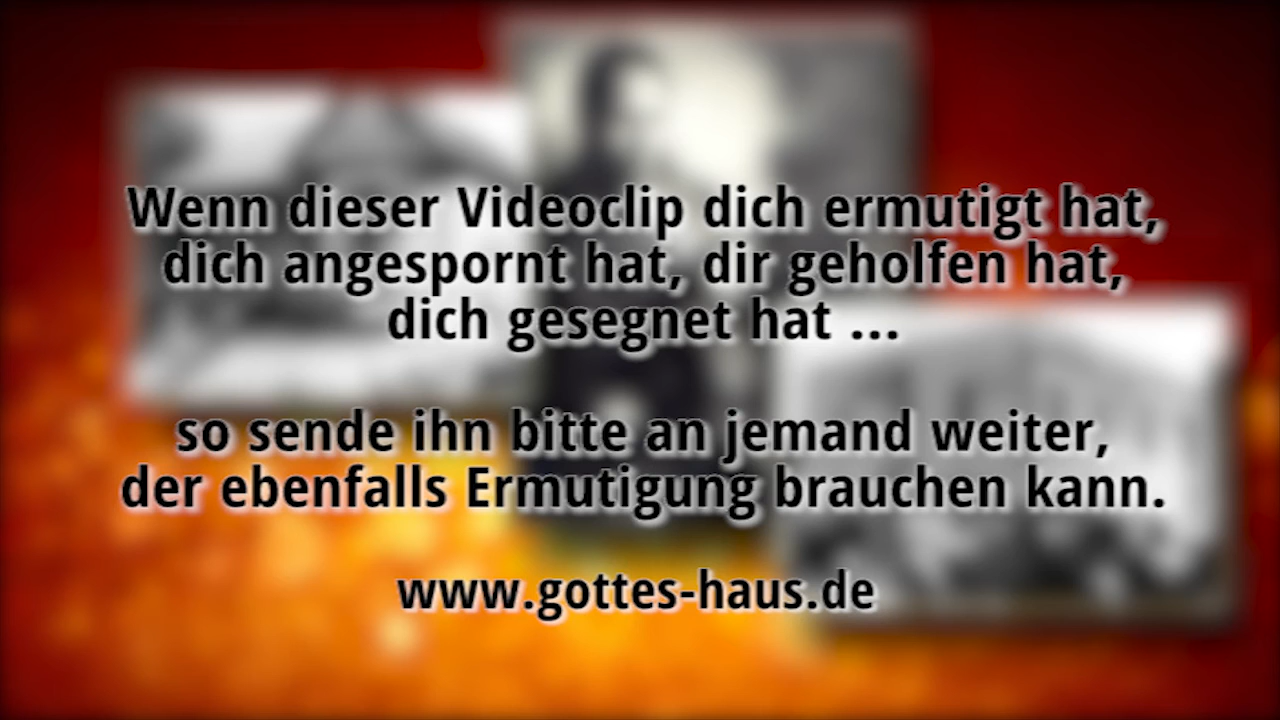 Wenn dieser Videoclip dich ermutigt hat,
dich angespornt hat, dir geholfen hat,
dich gesegnet hat ...
so sende ihn bitte an jemand weiter,
der ebenfalls Ermutigung brauchen kann.
www.gottes-haus.de